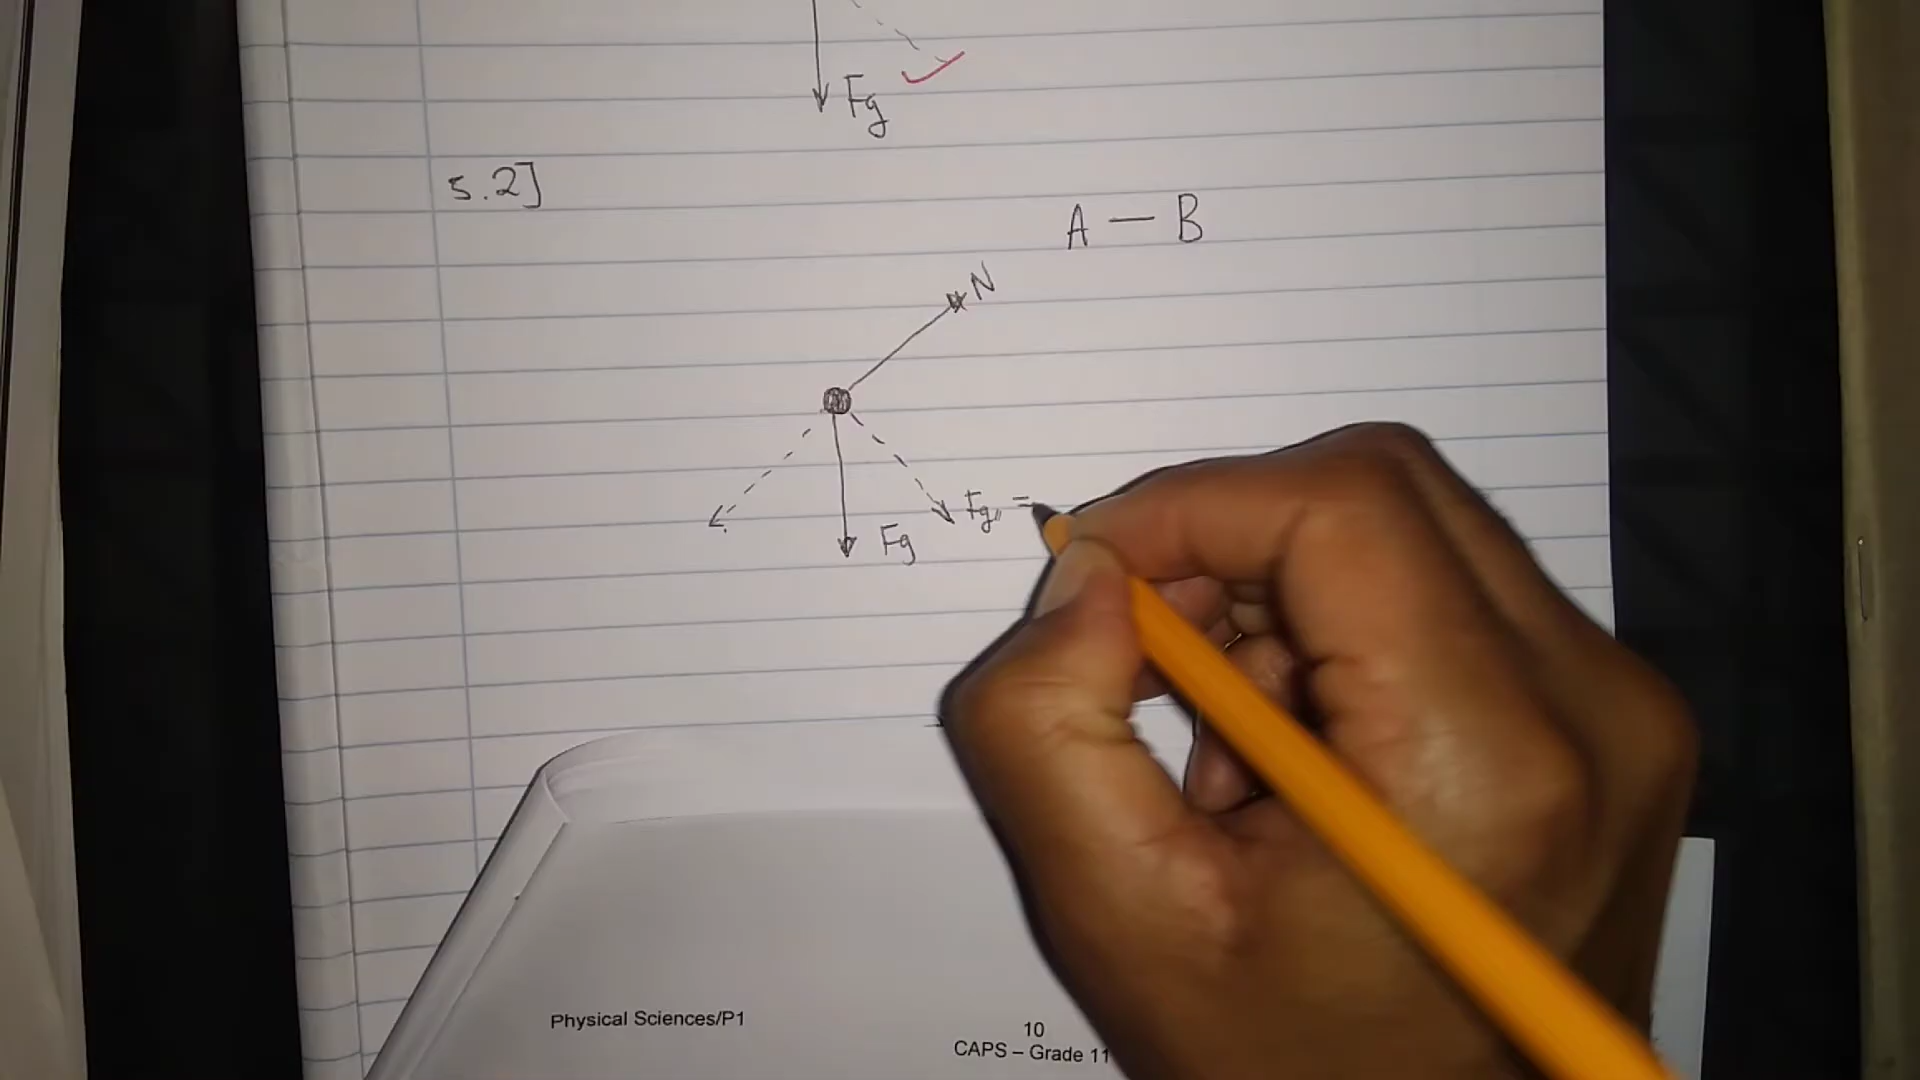 Fg
5.2]
A — B
N
Fg∥ =
Fg
Physical Sciences/P1
10
CAPS – Grade 11